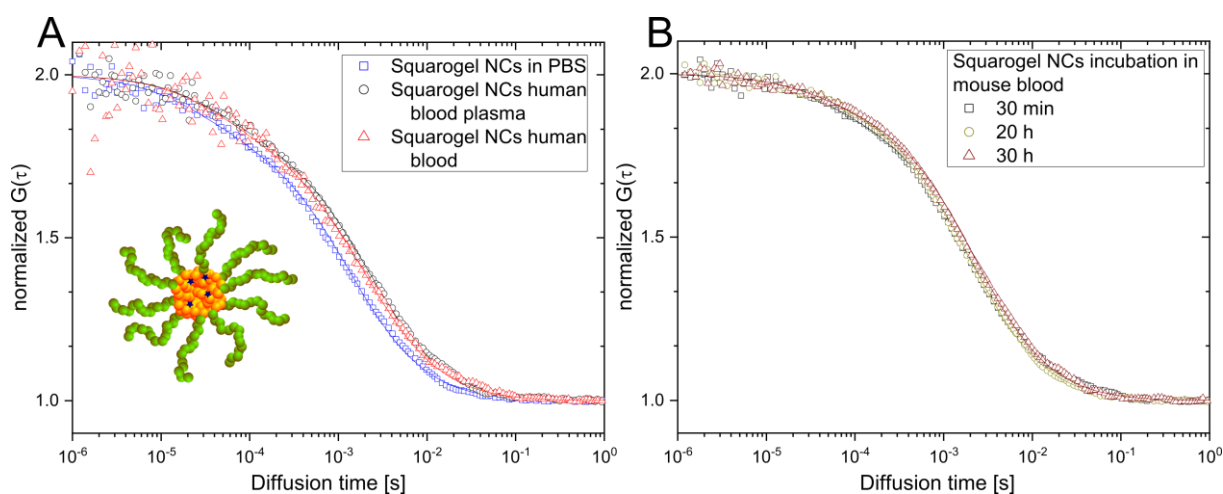 A
Squarogel NCs in PBS
Squarogel NCs human
blood plasma
Squarogel NCs human
blood
2.0
1.5
1.0
normalized G(τ)
10⁻⁶ 10⁻⁵ 10⁻⁴ 10⁻³ 10⁻² 10⁻¹ 10⁰
Diffusion time [s]
B
Squarogel NCs incubation in
mouse blood
30 min
20 h
30 h
2.0
1.5
1.0
normalized G(τ)
10⁻⁶ 10⁻⁵ 10⁻⁴ 10⁻³ 10⁻² 10⁻¹ 10⁰
Diffusion time [s]